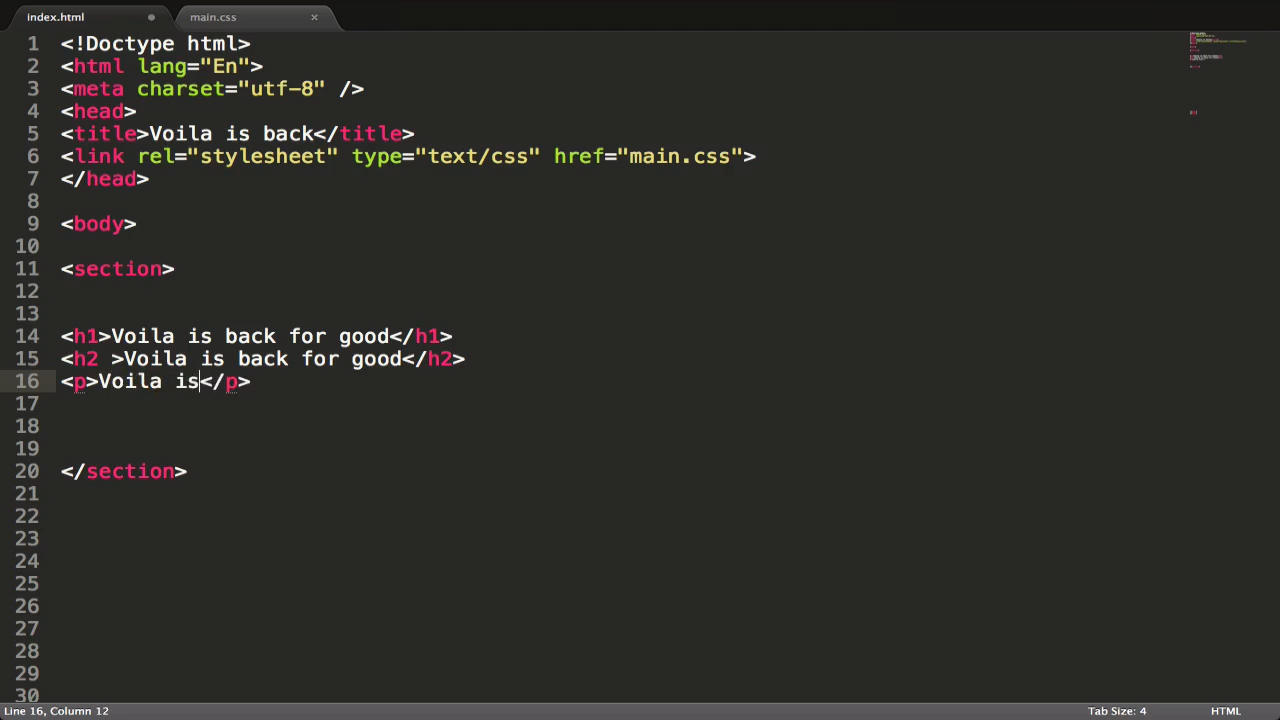 index.html
main.css
1 <!Doctype html>
2 <html lang="En">
3 <meta charset="utf-8" />
4 <head>
5 <title>Voila is back</title>
6 <link rel="stylesheet" type="text/css" href="main.css">
7 </head>
8
9 <body>
10
11 <section>
12
13
14 <h1>Voila is back for good</h1>
15 <h2 >Voila is back for good</h2>
16 <p>Voila is</p>
17
18
19
20 </section>
21
22
23
24
25
26
27
28
29
30
Line 16, Column 12
Tab Size: 4
HTML